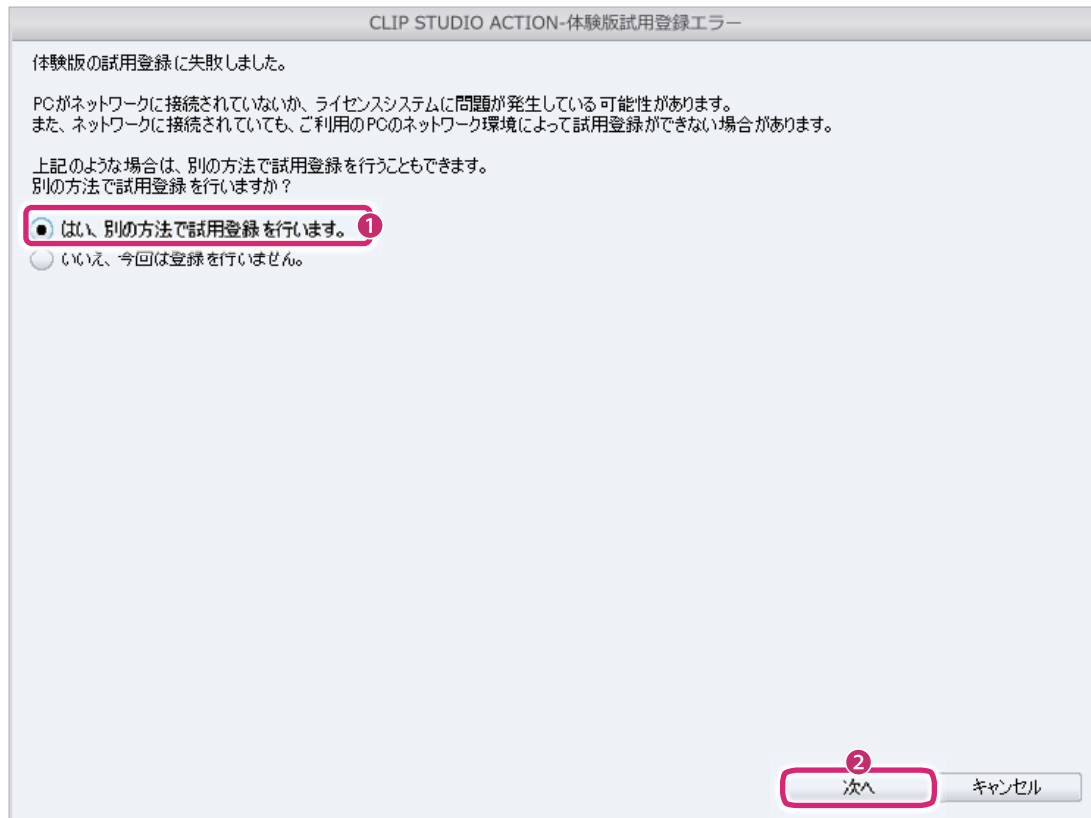 CLIP STUDIO ACTION-体験版試用登録エラー
体験版の試用登録に失敗しました。
PCがネットワークに接続されていないか、ライセンスシステムに問題が発生している可能性があります。
また、ネットワークに接続されていても、ご利用のPCのネットワーク環境によって試用登録ができない場合があります。
上記のような場合は、別の方法で試用登録を行うこともできます。
別の方法で試用登録を行いますか？
はい、別の方法で試用登録を行います。 1
いいえ、今回は登録を行いません。
2
次へ キャンセル